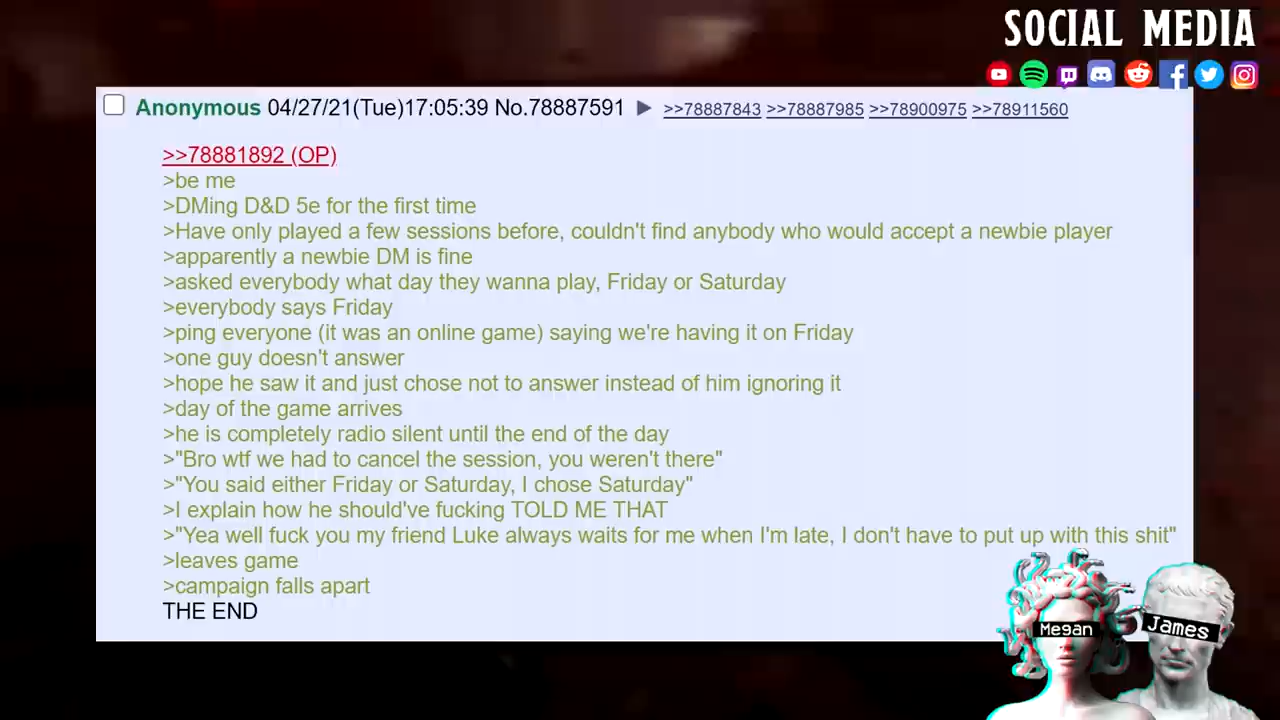 SOCIAL MEDIA
Anonymous 04/27/21(Tue)17:05:39 No.78887591 ▶ >>78887843 >>78887985 >>78900975 >>78911560
>>78881892 (OP)
>be me
>DMing D&D 5e for the first time
>Have only played a few sessions before, couldn't find anybody who would accept a newbie player
>apparently a newbie DM is fine
>asked everybody what day they wanna play, Friday or Saturday
>everybody says Friday
>ping everyone (it was an online game) saying we're having it on Friday
>one guy doesn't answer
>hope he saw it and just chose not to answer instead of him ignoring it
>day of the game arrives
>he is completely radio silent until the end of the day
>"Bro wtf we had to cancel the session, you weren't there"
>"You said either Friday or Saturday, I chose Saturday"
>I explain how he should've fucking TOLD ME THAT
>"Yea well fuck you my friend Luke always waits for me when I'm late, I don't have to put up with this shit"
>leaves game
>campaign falls apart
THE END
Megan
James